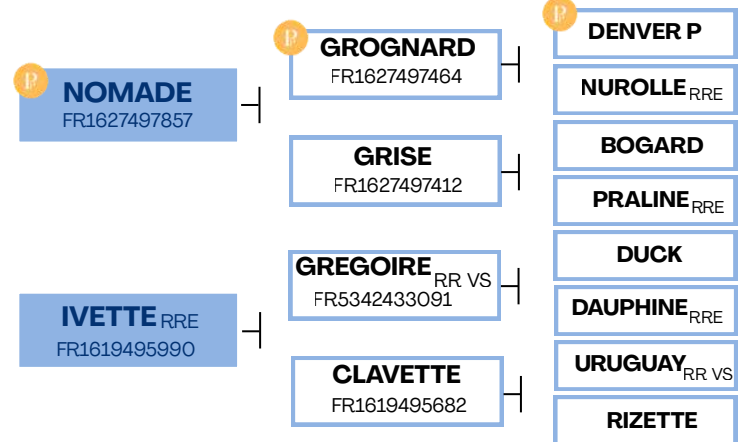 P
NOMADE
FR1627497857
IVETTE RRE
FR1619495990
P
GROGNARD
FR1627497464
GRISE
FR1627497412
GREGOIRE RR VS
FR5342433091
CLAVETTE
FR1619495682
P
DENVER P
NUROLLE RRE
BOGARD
PRALINE RRE
DUCK
DAUPHINE RRE
URUGUAY RR VS
RIZETTE